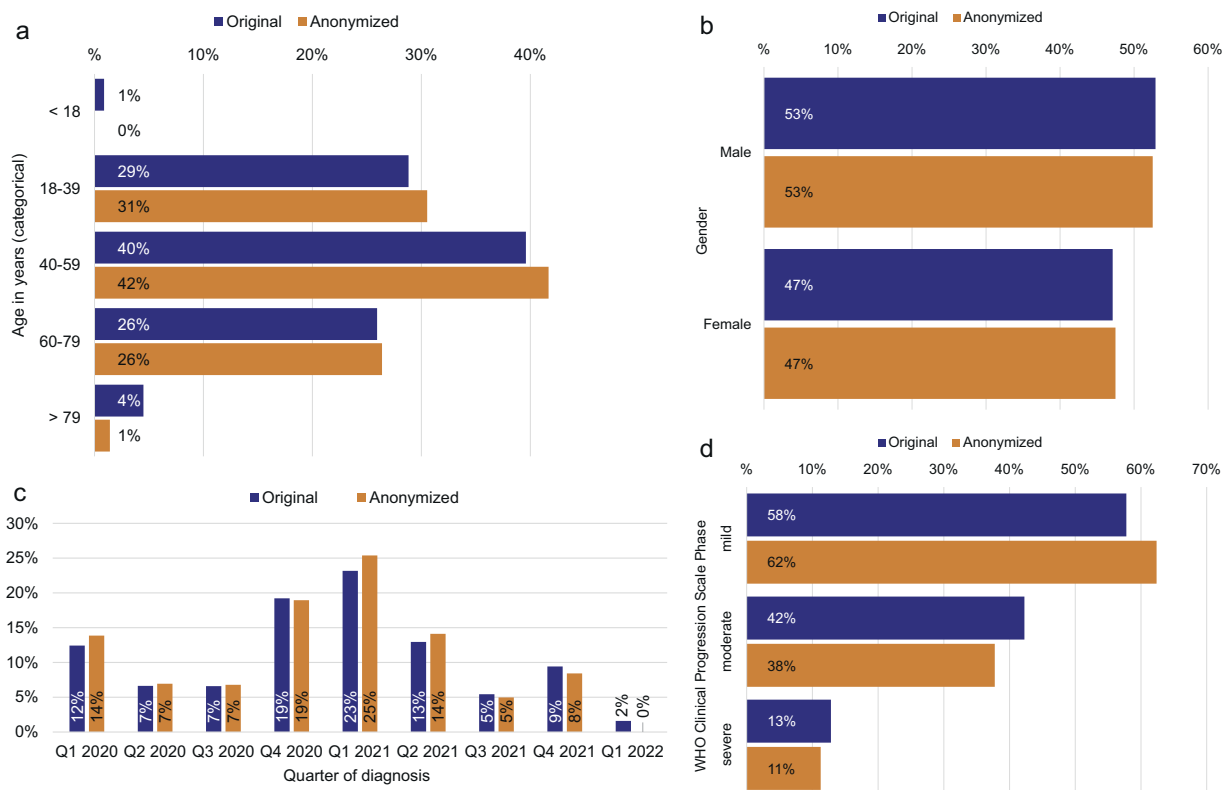 a
Original Anonymized
% 10% 20% 30% 40%
Age in years (categorical)
< 18
1%
0%
18-39
29%
31%
40-59
40%
42%
60-79
26%
26%
> 79
4%
1%
b
Original Anonymized
% 10% 20% 30% 40% 50% 60%
Gender
Male
53%
53%
Female
47%
47%
c
Original Anonymized
30%
25%
20%
15%
10%
5%
0%
12% 14% 7% 7% 7% 7% 19% 19% 23% 25% 13% 14% 5% 5% 9% 8% 2% 0%
Q1 2020 Q2 2020 Q3 2020 Q4 2020 Q1 2021 Q2 2021 Q3 2021 Q4 2021 Q1 2022
Quarter of diagnosis
d
Original Anonymized
% 10% 20% 30% 40% 50% 60% 70%
WHO Clinical Progression Scale Phase
mild
58%
62%
moderate
42%
38%
severe
13%
11%